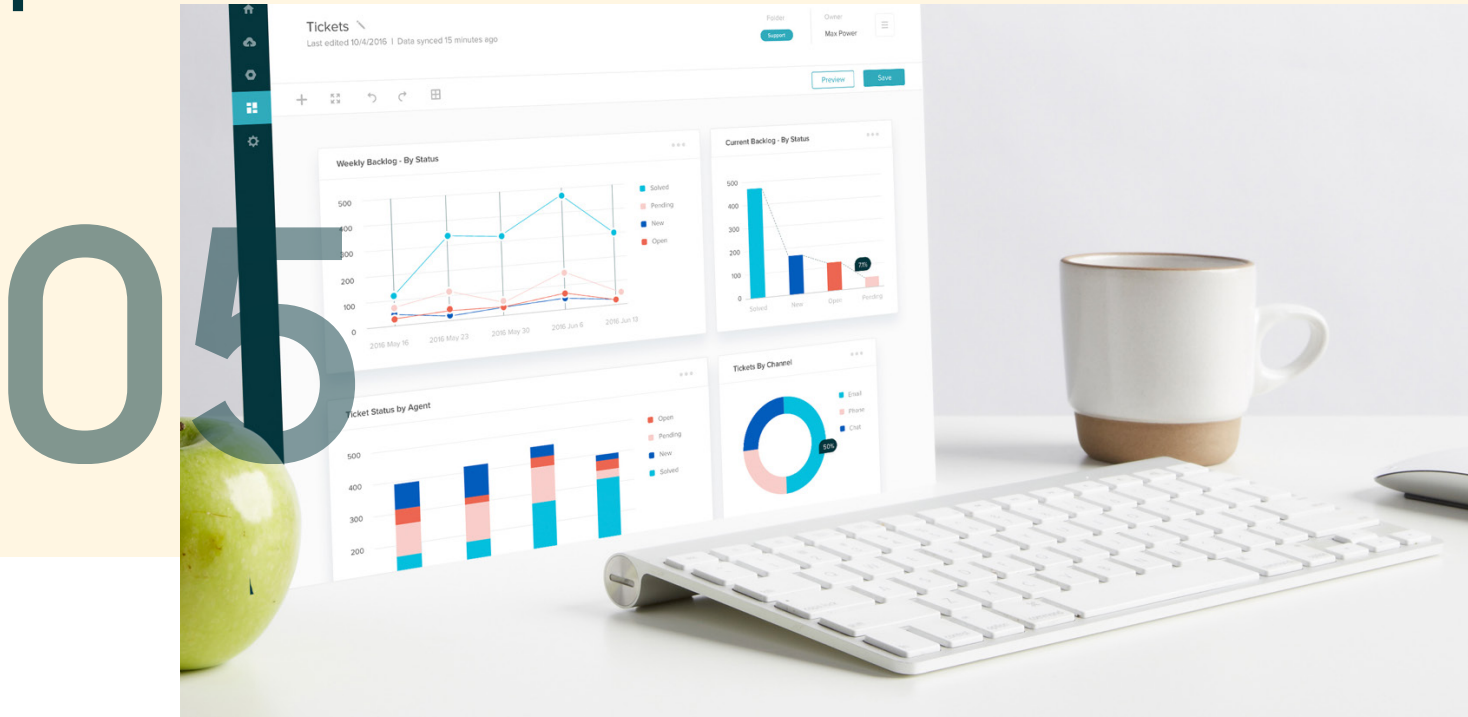 05
Tickets
Last edited 10/4/2016 | Data synced 15 minutes ago
Folder
Support
Owner
Max Power
Preview
Save
Weekly Backlog - By Status
500
400
300
200
100
0
2016 May 16
2016 May 23
2016 May 30
2016 Jun 6
2016 Jun 13
Solved
Pending
New
Open
Current Backlog - By Status
500
400
300
200
100
0
Solved
New
Open
Pending
71%
Ticket Status by Agent
500
400
300
200
Open
Pending
New
Solved
Tickets By Channel
Email
Phone
Chat
50%